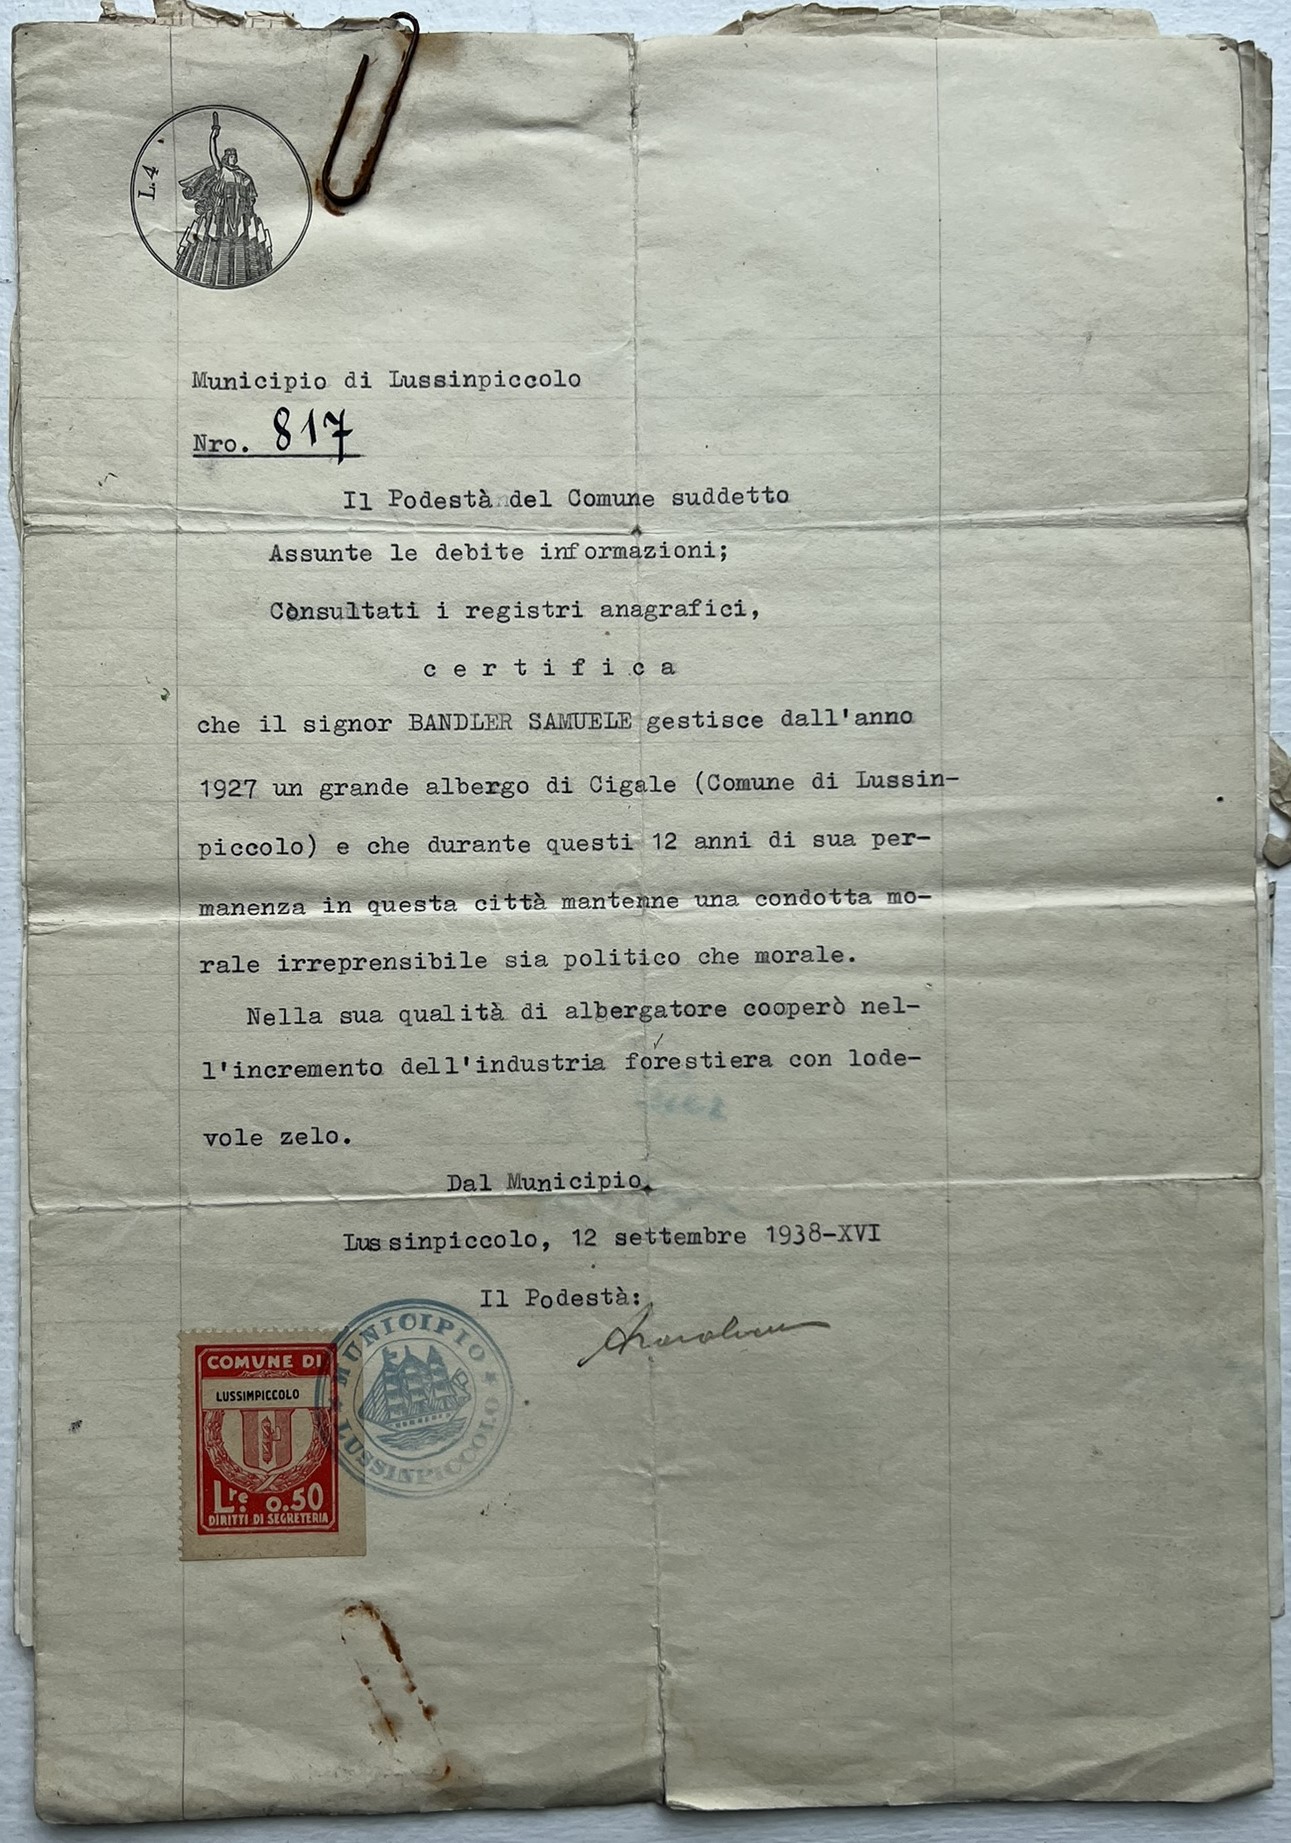 L.4
Municipio di Lussinpiccolo
Nro. 817
Il Podestà del Comune suddetto
Assunte le debite informazioni;
Cònsultati i registri anagrafici,
c e r t i f i c a
che il signor BANDLER SAMUELE gestisce dall'anno
1927 un grande albergo di Cigale (Comune di Lussin-
piccolo) e che durante questi 12 anni di sua per-
manenza in questa città mantenne una condotta mo-
rale irreprensibile sia politico che morale.
Nella sua qualità di albergatore cooperò nel-
l'incremento dell'industria forestiera con lode-
vole zelo.
Dal Municipio.
Lussinpiccolo, 12 settembre 1938-XVI
Il Podestà:
COMUNE DI
LUSSIMPICCOLO
Lre. 0.50
DIRITTI DI SEGRETERIA
MUNICIPIO
LUSSINPICCOLO